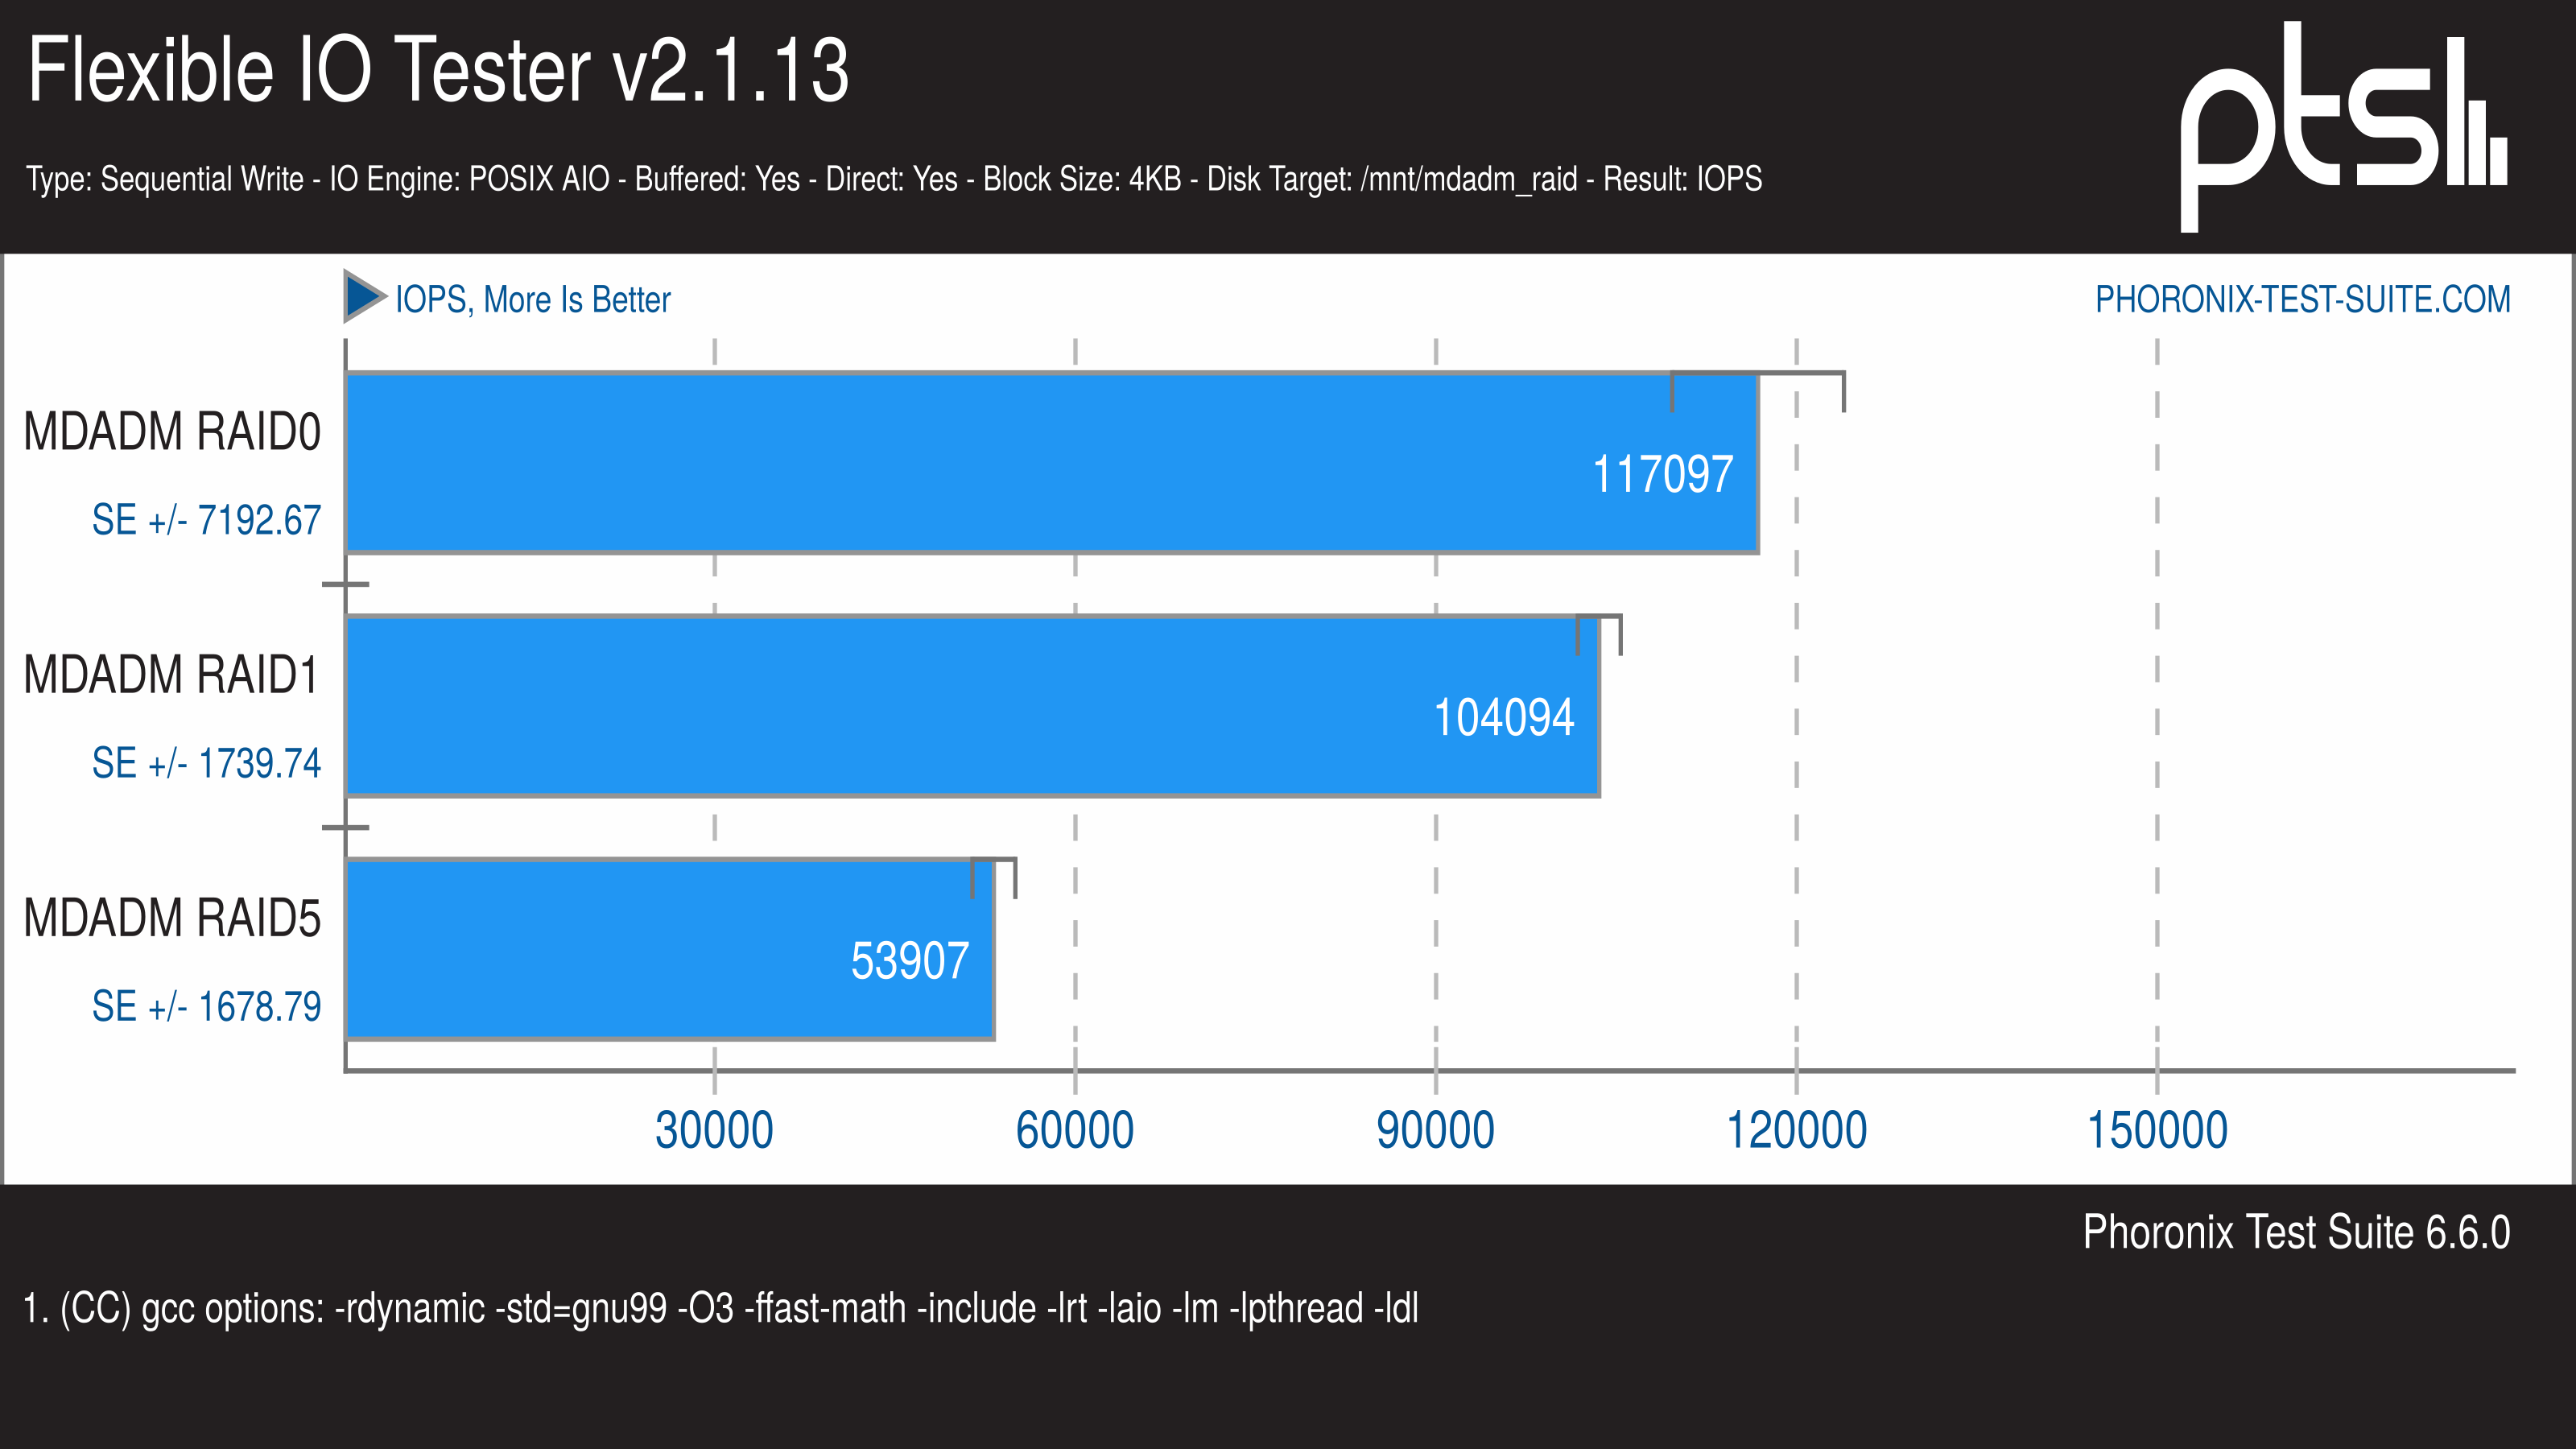 Flexible IO Tester v2.1.13
Type: Sequential Write - IO Engine: POSIX AIO - Buffered: Yes - Direct: Yes - Block Size: 4KB - Disk Target: /mnt/mdadm_raid - Result: IOPS
pts
IOPS, More Is Better
PHORONIX-TEST-SUITE.COM
MDADM RAID0
117097
SE +/- 7192.67
MDADM RAID1
104094
SE +/- 1739.74
MDADM RAID5
53907
SE +/- 1678.79
30000 60000 90000 120000 150000
Phoronix Test Suite 6.6.0
1. (CC) gcc options: -rdynamic -std=gnu99 -O3 -ffast-math -include -lrt -laio -lm -lpthread -ldl